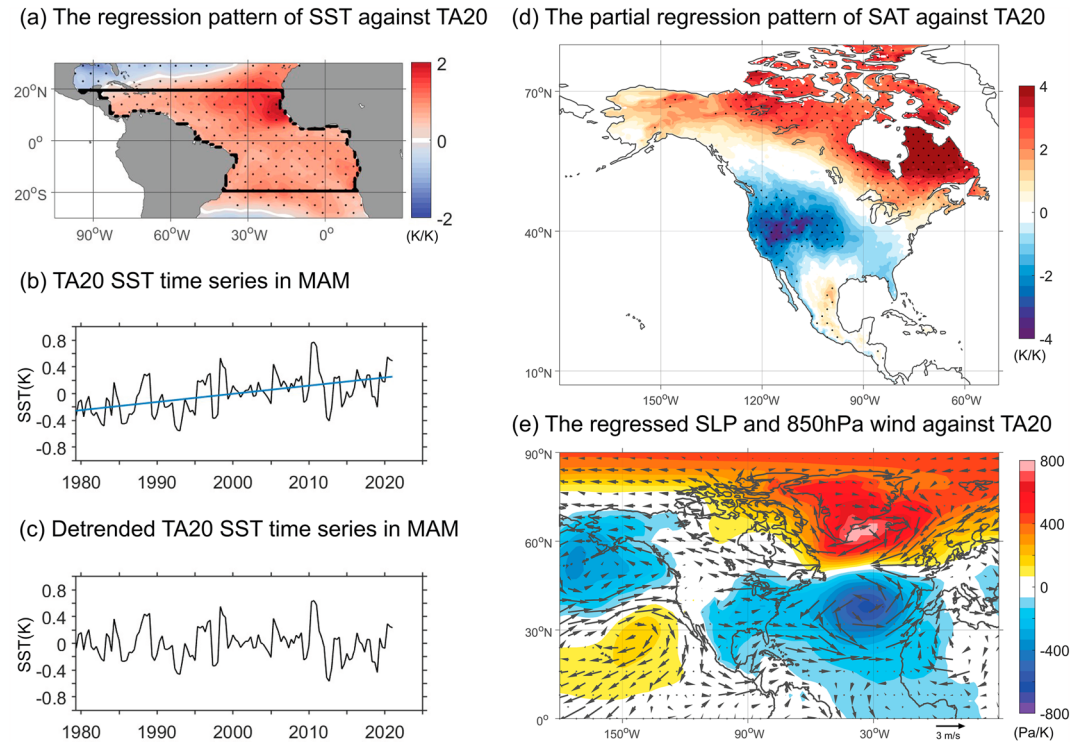 (a) The regression pattern of SST against TA20
2
20°N
0°
0
20°S
-2
90°W 60°W 30°W 0°
(K/K)
(b) TA20 SST time series in MAM
0.8
0.4
0
-0.4
-0.8
SST(K)
1980 1990 2000 2010 2020
(c) Detrended TA20 SST time series in MAM
0.8
0.4
0
-0.4
-0.8
SST(K)
1980 1990 2000 2010 2020
(d) The partial regression pattern of SAT against TA20
70°N
40°N
10°N
150°W 120°W 90°W 60°W
4
2
0
-2
-4
(K/K)
(e) The regressed SLP and 850hPa wind against TA20
90°N
60°N
30°N
0°
150°W 90°W 30°W
3 m/s
800
400
0
-400
-800
(Pa/K)